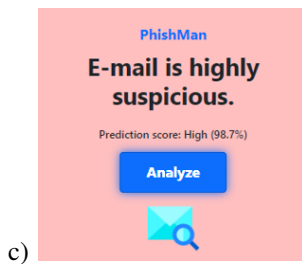 PhishMan
E-mail is highly
suspicious.
Prediction score: High (98.7%)
Analyze
c)